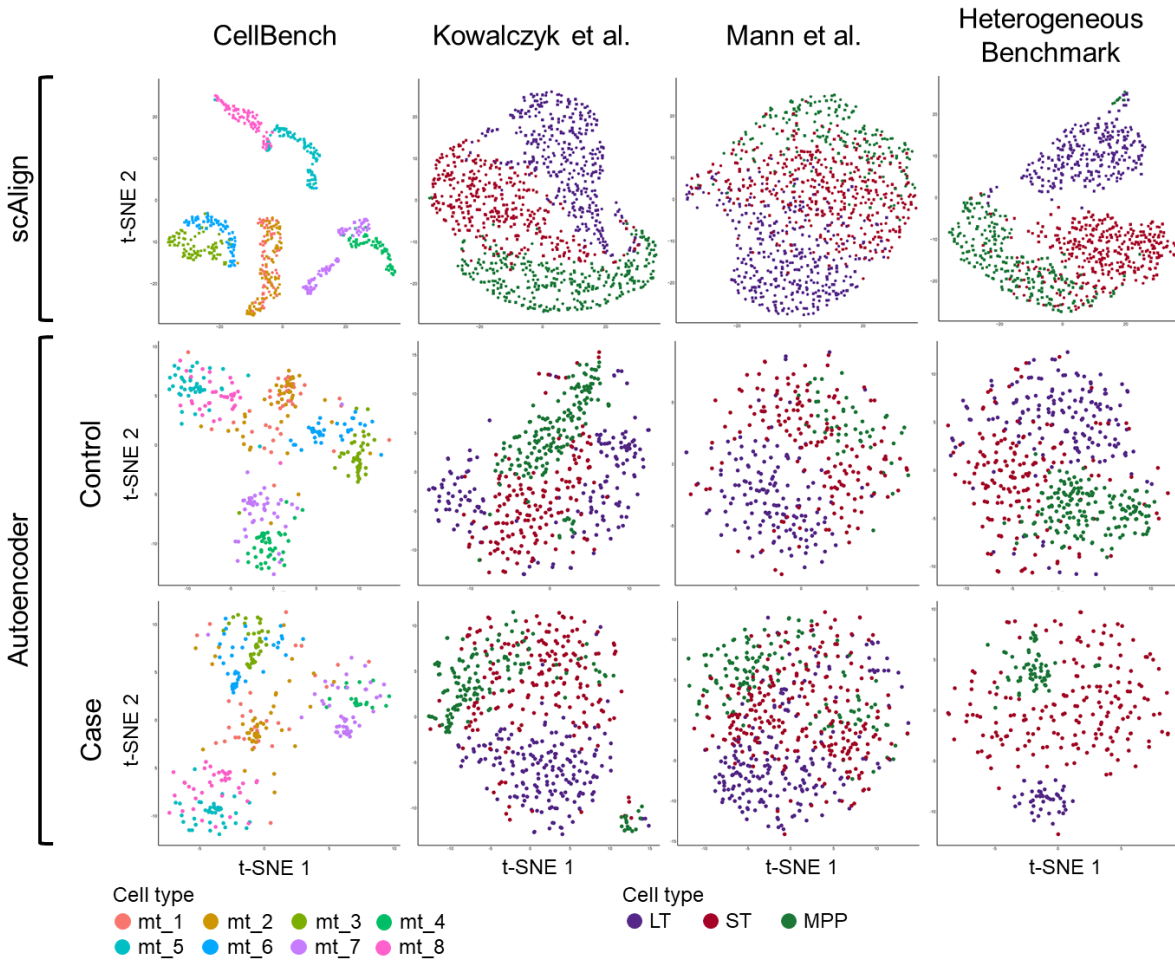 CellBench Kowalczyk et al. Mann et al. Heterogeneous
Benchmark
scAlign
t-SNE 2
Autoencoder
Control
t-SNE 2
Case
t-SNE 2
t-SNE 1 t-SNE 1 t-SNE 1 t-SNE 1
Cell type
mt_1 mt_2 mt_3 mt_4
mt_5 mt_6 mt_7 mt_8
Cell type
LT ST MPP